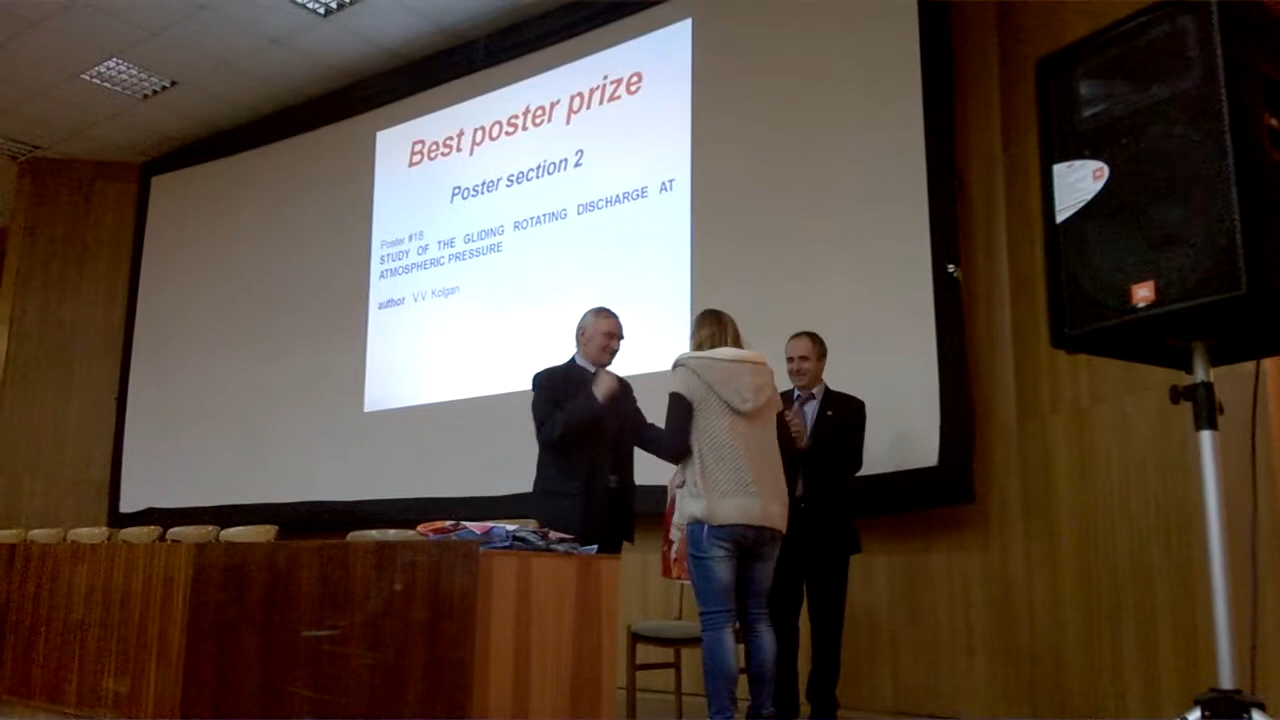 Best poster prize
Poster section 2
Poster #18
STUDY OF THE GLIDING ROTATING DISCHARGE AT
ATMOSPHERIC PRESSURE
author V.V. Kolgan
JBL